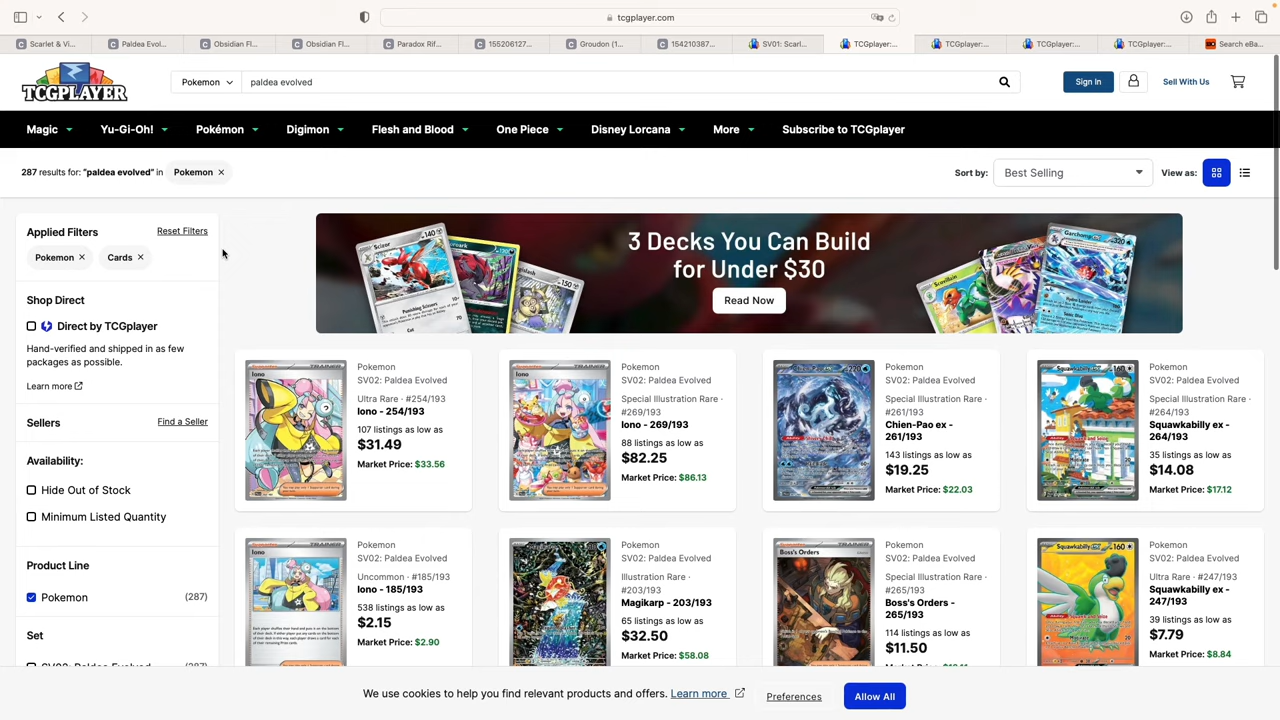 tcgplayer.com
Scarlet & Vi...
Paldea Evol...
Obsidian Fl...
Obsidian Fl...
Paradox Rif...
155206127...
Groudon (1...
154210387...
SV01: Scarl...
TCGplayer:...
TCGplayer:...
TCGplayer:...
TCGplayer:...
Search eBa...
TCGPLAYER
Pokemon
paldea evolved
Sign In
Sell With Us
Magic
Yu-Gi-Oh!
Pokémon
Digimon
Flesh and Blood
One Piece
Disney Lorcana
More
Subscribe to TCGplayer
287 results for: "paldea evolved" in
Pokemon ×
Sort by:
Best Selling
View as:
Applied Filters
Reset Filters
Pokemon ×
Cards ×
Shop Direct
Direct by TCGplayer
Hand-verified and shipped in as few
packages as possible.
Learn more
Sellers
Find a Seller
Availability:
Hide Out of Stock
Minimum Listed Quantity
Product Line
Pokemon
(287)
Set
SV02: Paldea Evolved
(287)
3 Decks You Can Build
for Under $30
Read Now
Pokemon
SV02: Paldea Evolved
Ultra Rare · #254/193
Iono - 254/193
107 listings as low as
$31.49
Market Price: $33.56
Pokemon
SV02: Paldea Evolved
Special Illustration Rare ·
#269/193
Iono - 269/193
88 listings as low as
$82.25
Market Price: $86.13
Pokemon
SV02: Paldea Evolved
Special Illustration Rare ·
#261/193
Chien-Pao ex -
261/193
143 listings as low as
$19.25
Market Price: $22.03
Pokemon
SV02: Paldea Evolved
Special Illustration Rare ·
#264/193
Squawkabilly ex -
264/193
35 listings as low as
$14.08
Market Price: $17.12
Pokemon
SV02: Paldea Evolved
Uncommon · #185/193
Iono - 185/193
538 listings as low as
$2.15
Market Price: $2.90
Pokemon
SV02: Paldea Evolved
Illustration Rare ·
#203/193
Magikarp - 203/193
65 listings as low as
$32.50
Market Price: $58.08
Pokemon
SV02: Paldea Evolved
Special Illustration Rare ·
#265/193
Boss's Orders -
265/193
114 listings as low as
$11.50
Market Price:
Pokemon
SV02: Paldea Evolved
Ultra Rare · #247/193
Squawkabilly ex -
247/193
39 listings as low as
$7.79
Market Price: $8.84
We use cookies to help you find relevant products and offers. Learn more
Preferences
Allow All